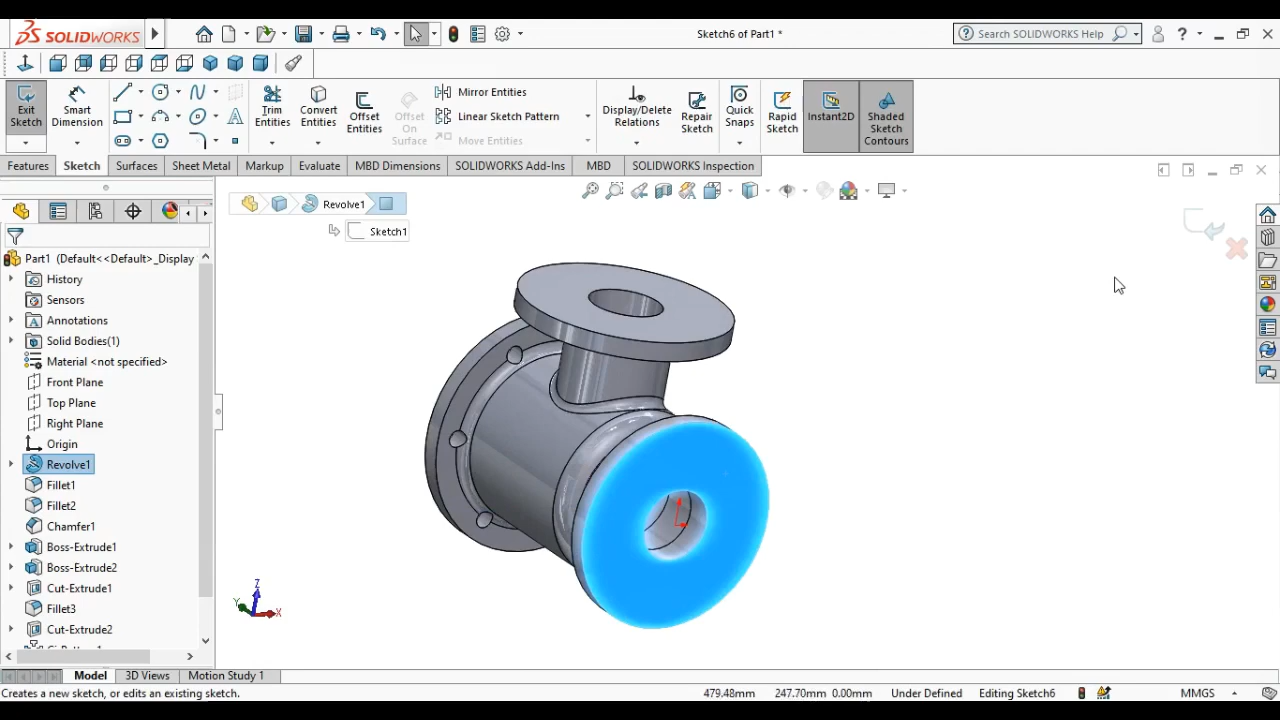 SOLIDWORKS
Sketch6 of Part1 *
Search SOLIDWORKS Help
?
Exit Sketch
Smart Dimension
Trim Entities
Convert Entities
Offset Entities
Offset On Surface
Mirror Entities
Linear Sketch Pattern
Move Entities
Display/Delete Relations
Repair Sketch
Quick Snaps
Rapid Sketch
Instant2D
Shaded Sketch Contours
Features
Sketch
Surfaces
Sheet Metal
Markup
Evaluate
MBD Dimensions
SOLIDWORKS Add-Ins
MBD
SOLIDWORKS Inspection
Revolve1
Sketch1
Part1 (Default<<Default>_Display
History
Sensors
Annotations
Solid Bodies(1)
Material <not specified>
Front Plane
Top Plane
Right Plane
Origin
Revolve1
Fillet1
Fillet2
Chamfer1
Boss-Extrude1
Boss-Extrude2
Cut-Extrude1
Fillet3
Cut-Extrude2
Z
Y
X
Model
3D Views
Motion Study 1
Creates a new sketch, or edits an existing sketch.
479.48mm
247.70mm 0.00mm
Under Defined
Editing Sketch6
MMGS